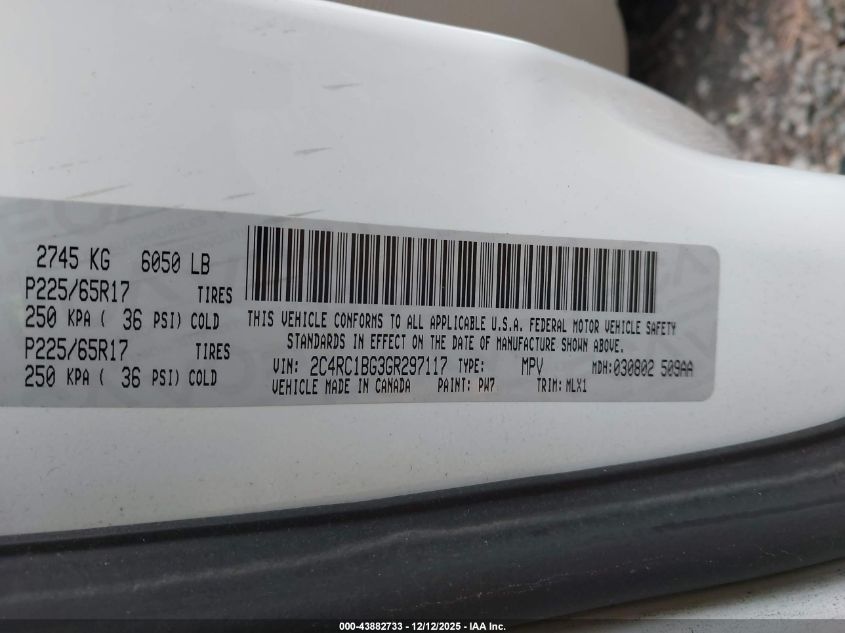 2745 KG 6050 LB
P225/65R17 TIRES
250 KPA ( 36 PSI) COLD
P225/65R17 TIRES
250 KPA ( 36 PSI) COLD
THIS VEHICLE CONFORMS TO ALL APPLICABLE U.S.A. FEDERAL MOTOR VEHICLE SAFETY
STANDARDS IN EFFECT ON THE DATE OF MANUFACTURE SHOWN ABOVE.
VIN: 2C4RC1BG3GR297117 TYPE: MPV MDH:030802 509AA
VEHICLE MADE IN CANADA PAINT: PW7 TRIM: MLX1
000-43882733 - 12/12/2025 - IAA Inc.